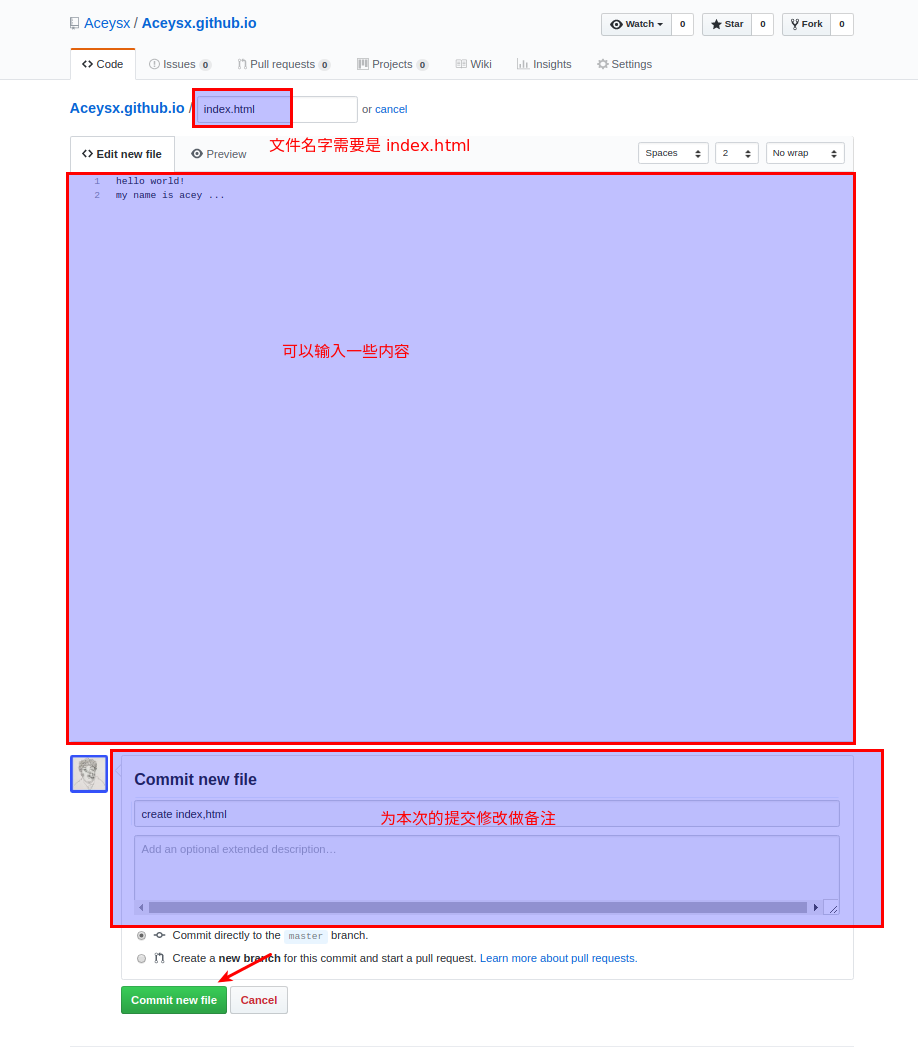 Aceysx / Aceysx.github.io
Watch 0 Star 0 Fork 0
Code Issues 0 Pull requests 0 Projects 0 Wiki Insights Settings
Aceysx.github.io / index.html or cancel
文件名字需要是 index.html
Edit new file Preview Spaces 2 No wrap
1 hello world!
2 my name is acey ...
可以输入一些内容
Commit new file
create index,html
为本次的提交修改做备注
Add an optional extended description…
Commit directly to the master branch.
Create a new branch for this commit and start a pull request. Learn more about pull requests.
Commit new file Cancel